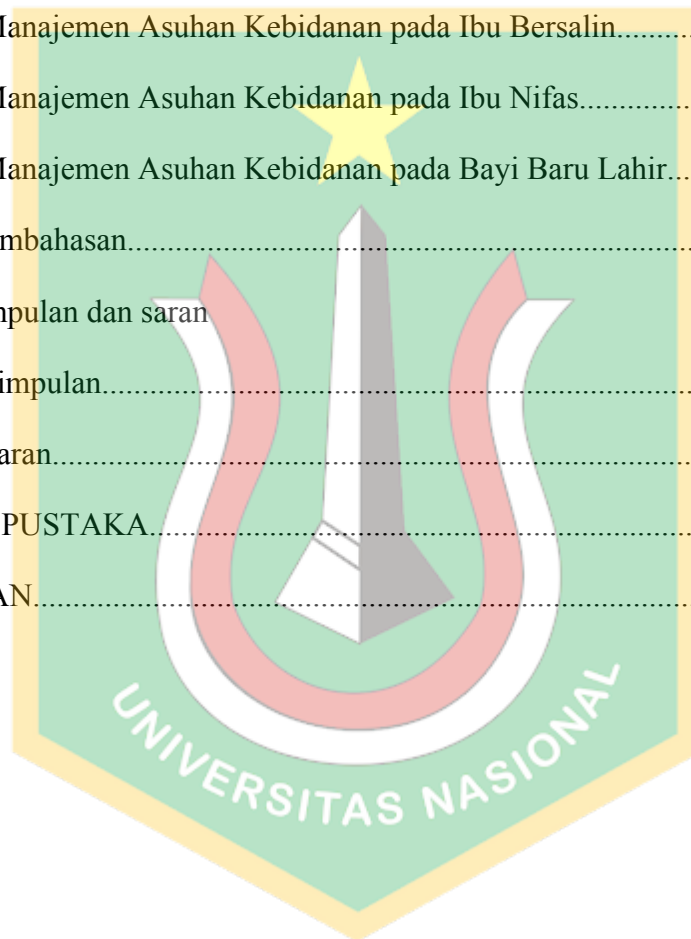 Manajemen Asuhan Kebidanan pada Ibu Bersalin..........
Manajemen Asuhan Kebidanan pada Ibu Nifas...............
Manajemen Asuhan Kebidanan pada Bayi Baru Lahir....
mbahasan.......................................................................
npulan dan saran
impulan..........................................................................
aran................................................................................
PUSTAKA....................................................................
AN..................................................................................
UNIVERSITAS NASIONAL